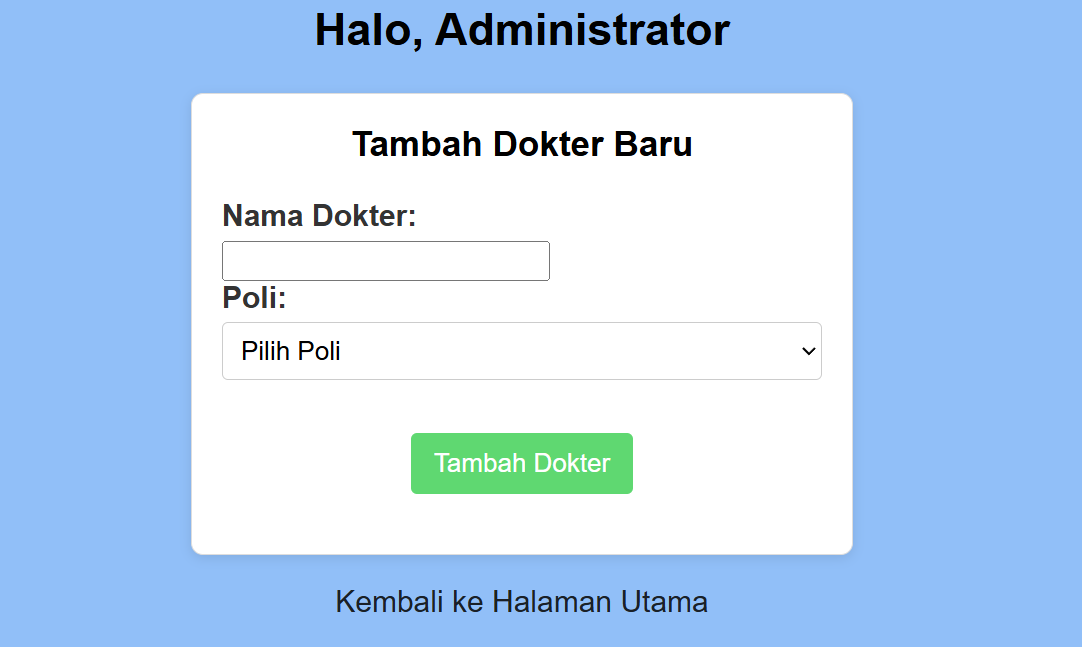 Halo, Administrator
Tambah Dokter Baru
Nama Dokter:
Poli:
Pilih Poli
Tambah Dokter
Kembali ke Halaman Utama